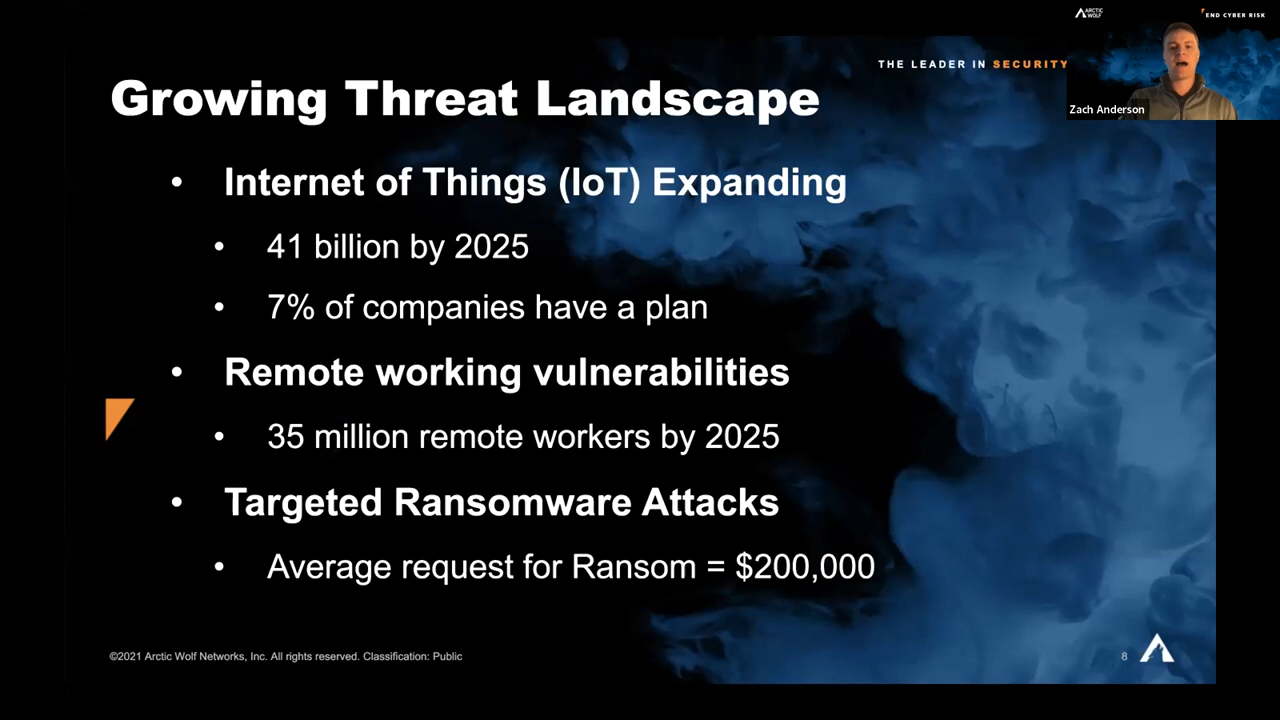 ARCTIC
WOLF
END CYBER RISK
THE LEADER IN SECURITY
Zach Anderson
Growing Threat Landscape
• Internet of Things (IoT) Expanding
• 41 billion by 2025
• 7% of companies have a plan
• Remote working vulnerabilities
• 35 million remote workers by 2025
• Targeted Ransomware Attacks
• Average request for Ransom = $200,000
©2021 Arctic Wolf Networks, Inc. All rights reserved. Classification: Public
8